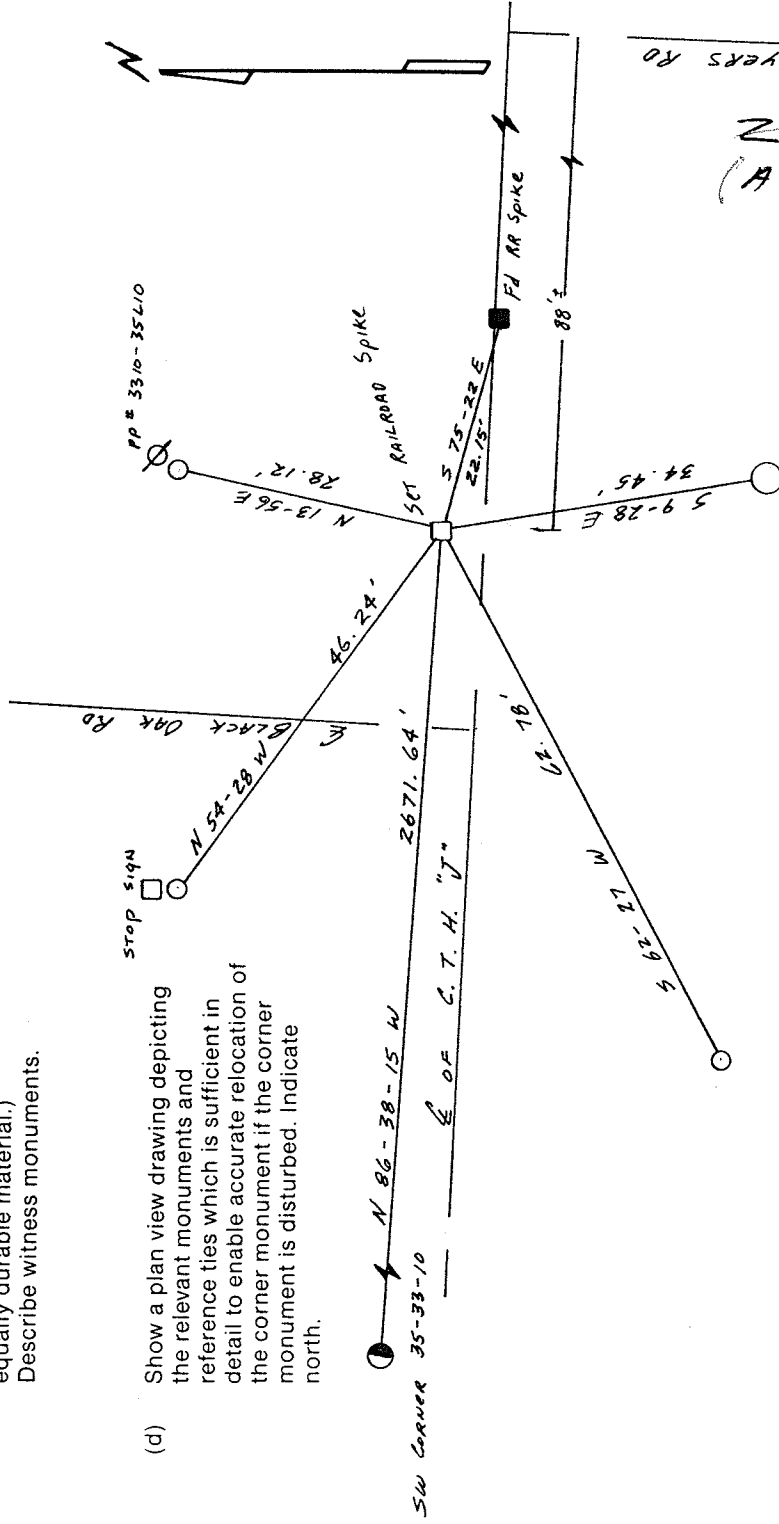 equally durable material.)
Describe witness monuments.
(d) Show a plan view drawing depicting
the relevant monuments and
reference ties which is sufficient in
detail to enable accurate relocation of
the corner monument if the corner
monument is disturbed. Indicate
north.
STOP SIGN
PP # 3310-35L10
N 54-28 W
46.24'
N 13-56 E
28.12'
℄ BLACK OAK RD
SET RAILROAD Spike
S 75-22 E
22.15'
Fd RR Spike
SW CORNER 35-33-10
N 86-38-15 W
2671.64'
℄ OF C. T. H. "J"
88'±
S 62-27 W
62.78'
S 9-28 E
34.45'
YERS RD
N
(A